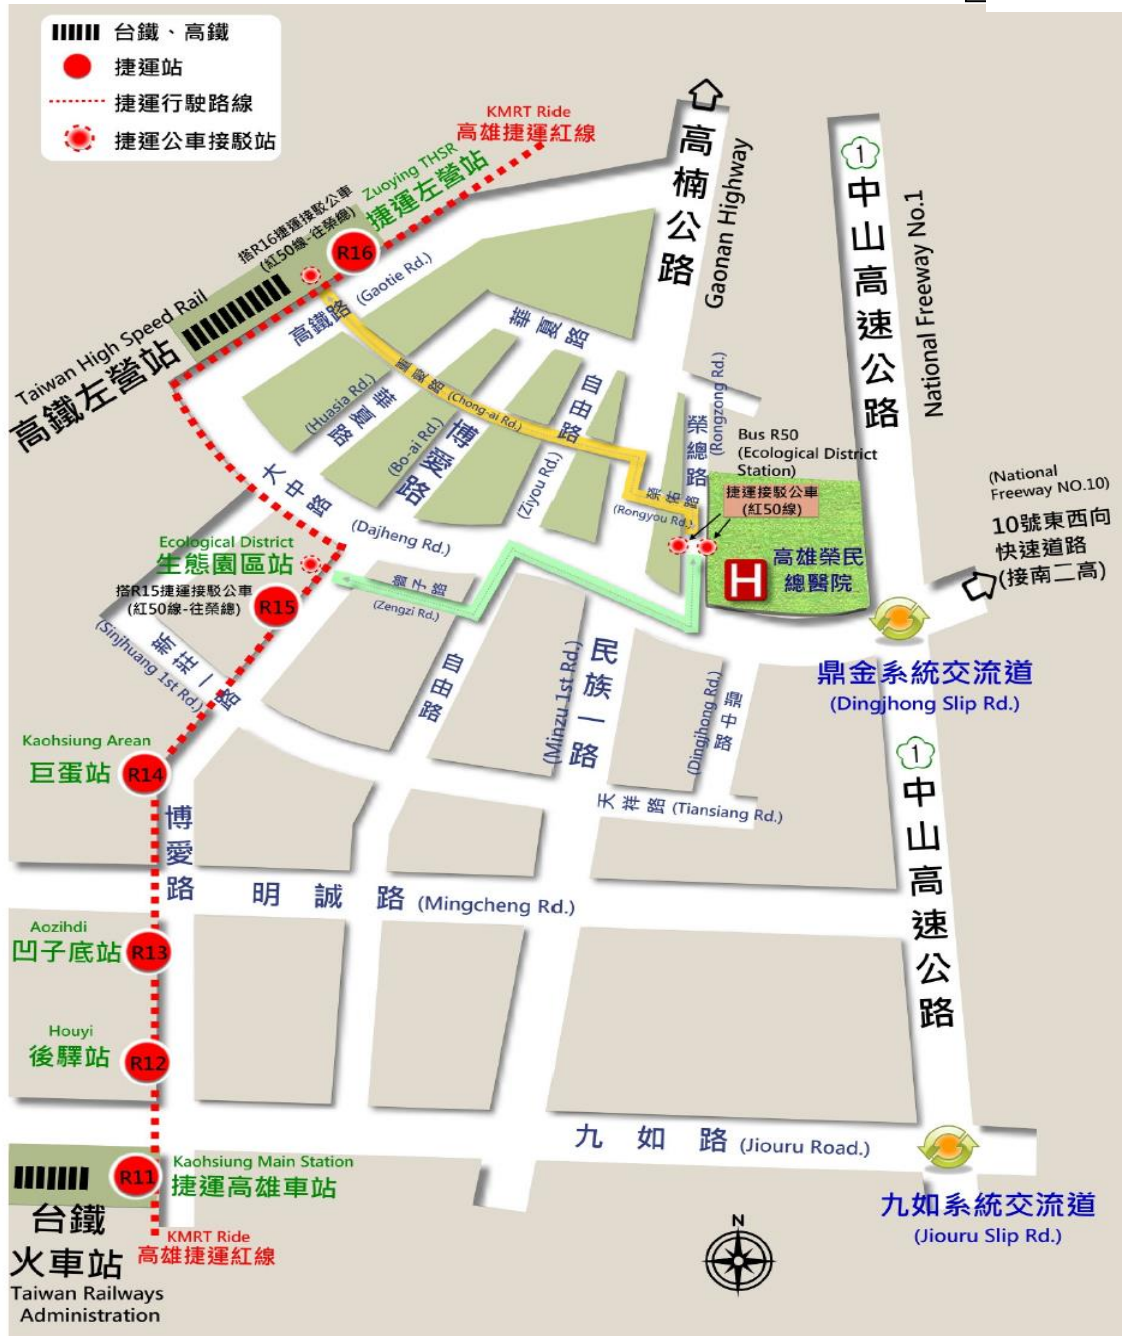 台鐵、高鐵
捷運站
捷運行駛路線
捷運公車接駁站
KMRT Ride
高雄捷運紅線
Zuoying THSR
捷運左營站
搭R16捷運接駁公車
(紅50線-往榮總)
R16
Taiwan High Speed Rail
高鐵左營站
高鐵路 (Gaotie Rd.)
高楠公路
Gaonan Highway
1
中山高速公路
National Freeway No.1
華夏路
(Huasia Rd.)
華夏路
重愛路 (Chong-ai Rd.)
(Bo-ai Rd.)
博愛路
自由路
(Ziyou Rd.)
榮總路
(Rongzong Rd.)
榮佑路
(Rongyou Rd.)
Bus R50
(Ecological District
Station)
捷運接駁公車
(紅50線)
H
高雄榮民
總醫院
(National
Freeway NO.10)
10號東西向
快速道路
(接南二高)
大中路
(Dajheng Rd.)
Ecological District
生態園區站
搭R15捷運接駁公車
(紅50線-往榮總)
R15
曾子路
(Zengzi Rd.)
新莊一路
(Sinjhuang 1st Rd.)
自由路
民族一路
(Minzu 1st Rd.)
(Dingjhong Rd.)
鼎中路
鼎金系統交流道
(Dingjhong Slip Rd.)
Kaohsiung Arean
巨蛋站
R14
天祥路 (Tiansiang Rd.)
1
中山高速公路
博愛路
明誠路 (Mingcheng Rd.)
Aozihdi
凹子底站
R13
Houyi
後驛站
R12
九如路 (Jiouru Road.)
R11
Kaohsiung Main Station
捷運高雄車站
九如系統交流道
(Jiouru Slip Rd.)
台鐵
火車站
Taiwan Railways
Administration
KMRT Ride
高雄捷運紅線
N